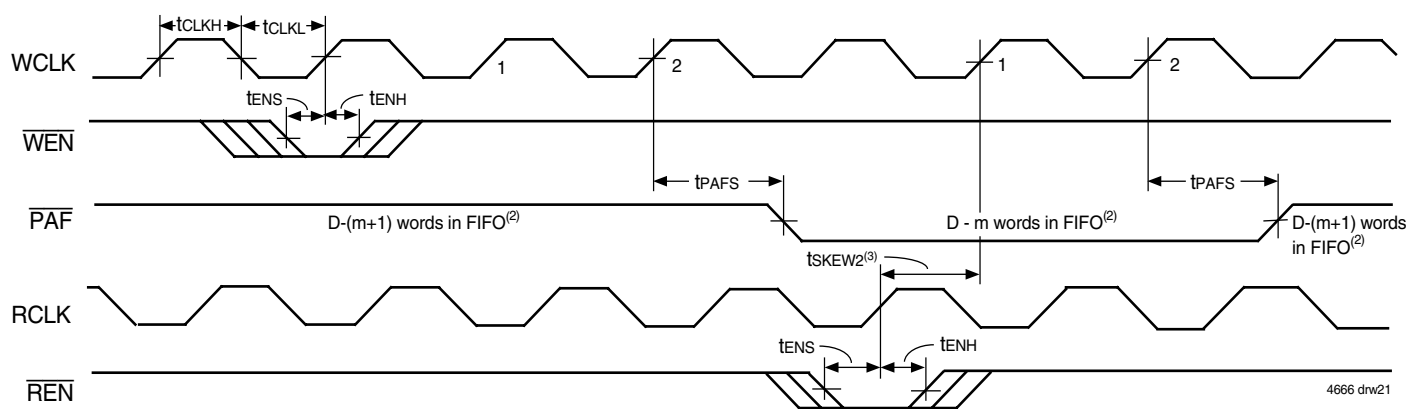 tCLKH tCLKL
WCLK 1 2 1 2
tENS tENH
WEN
tPAFS tPAFS
PAF D-(m+1) words in FIFO(2) D - m words in FIFO(2) D-(m+1) words
in FIFO(2)
tSKEW2(3)
RCLK
tENS tENH
REN 4666 drw21